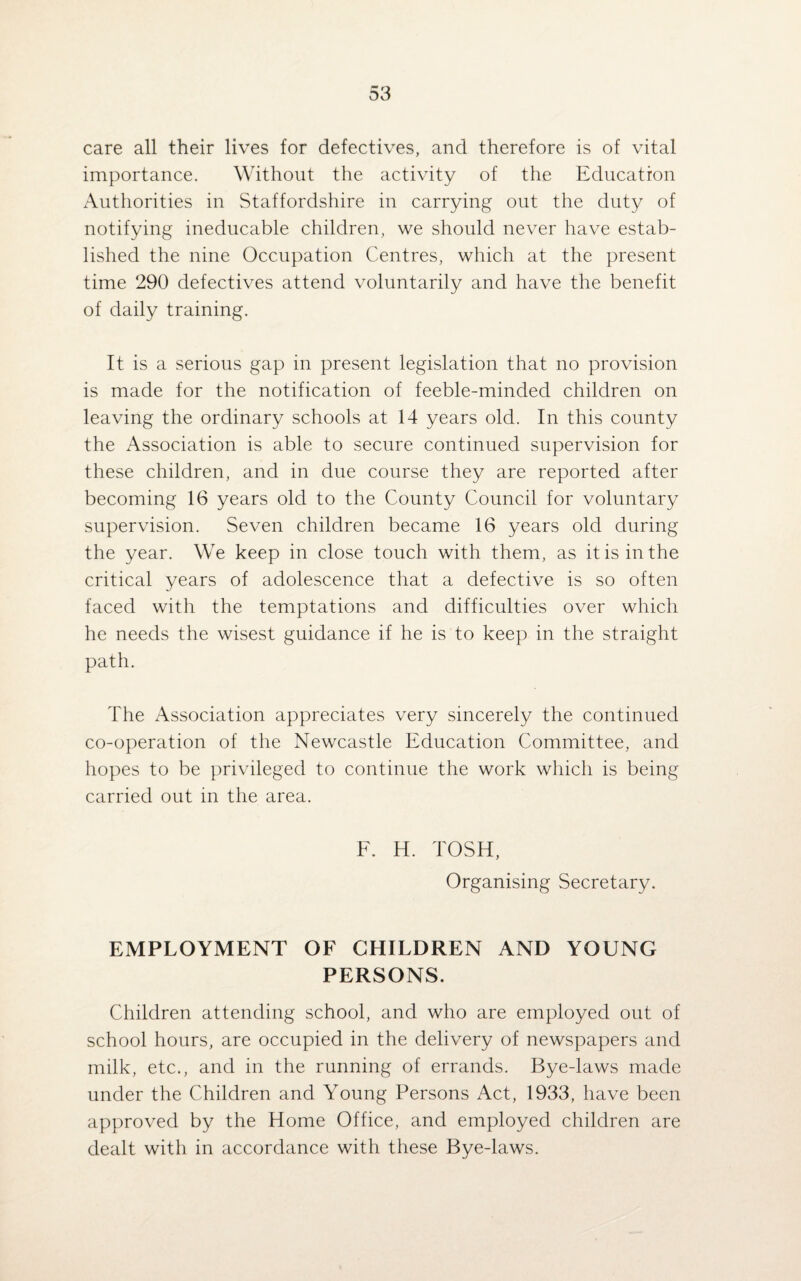 53
care all their lives for defectives, and therefore is of vital
importance. Without the activity of the Education
Authorities in Staffordshire in carrying out the duty of
notifying ineducable children, we should never have estab-
lished the nine Occupation Centres, which at the present
time 290 defectives attend voluntarily and have the benefit
of daily training.
It is a serious gap in present legislation that no provision
is made for the notification of feeble-minded children on
leaving the ordinary schools at 14 years old. In this county
the Association is able to secure continued supervision for
these children, and in due course they are reported after
becoming 16 years old to the County Council for voluntary
supervision. Seven children became 16 years old during
the year. We keep in close touch with them, as it is in the
critical years of adolescence that a defective is so often
faced with the temptations and difficulties over which
he needs the wisest guidance if he is to keep in the straight
path.
The Association appreciates very sincerely the continued
co-operation of the Newcastle Education Committee, and
hopes to be privileged to continue the work which is being
carried out in the area.
F. H. TOSH,
Organising Secretary.
EMPLOYMENT OF CHILDREN AND YOUNG
PERSONS.
Children attending school, and who are employed out of
school hours, are occupied in the delivery of newspapers and
milk, etc., and in the running of errands. Bye-laws made
under the Children and Young Persons Act, 1933, have been
approved by the Home Office, and employed children are
dealt with in accordance with these Bye-laws.